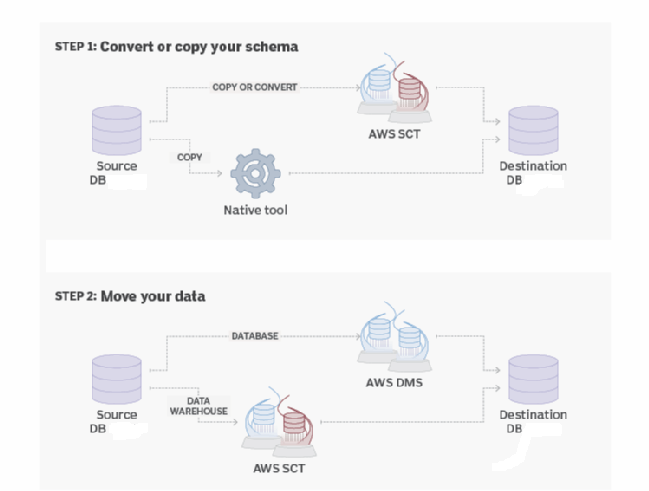 STEP 1: Convert or copy your schema
COPY OR CONVERT
AWS SCT
Source
DB
COPY
Destination
DB
Native tool
STEP 2: Move your data
DATABASE
AWS DMS
Source
DB
DATA
WAREHOUSE
Destination
DB
AWS SCT